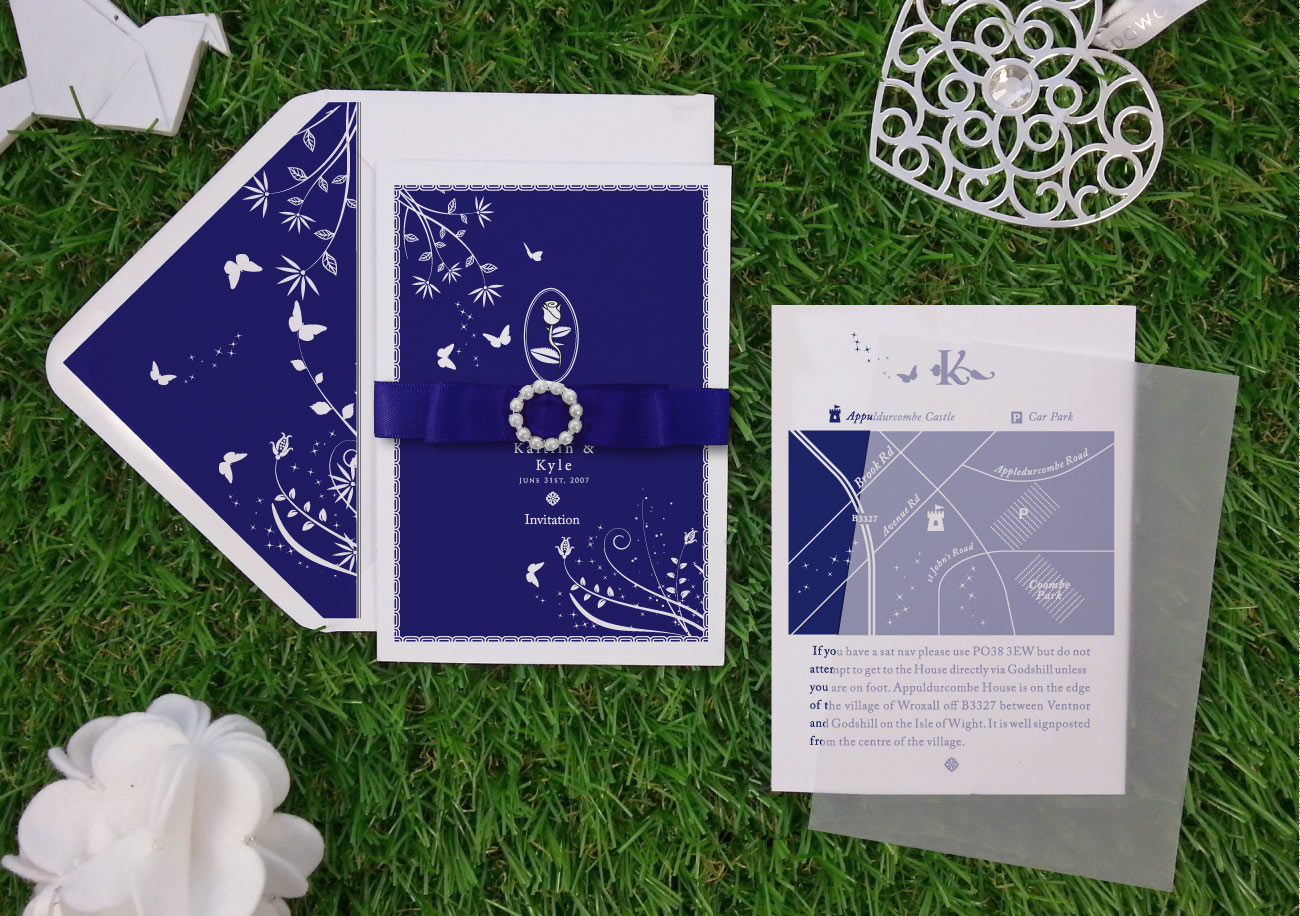 Kaitlin &
Kyle
JUNE 31ST, 2007
Invitation
K
Appuldurcombe Castle
P Car Park
Brook Rd
Appledurcombe Road
B3327
Avenue Rd
P
St John's Road
Coombe
Park
If you have a sat nav please use PO38 3EW but do not
attempt to get to the House directly via Godshill unless
you are on foot. Appuldurcombe House is on the edge
of the village of Wroxall off B3327 between Ventnor
and Godshill on the Isle of Wight. It is well signposted
from the centre of the village.